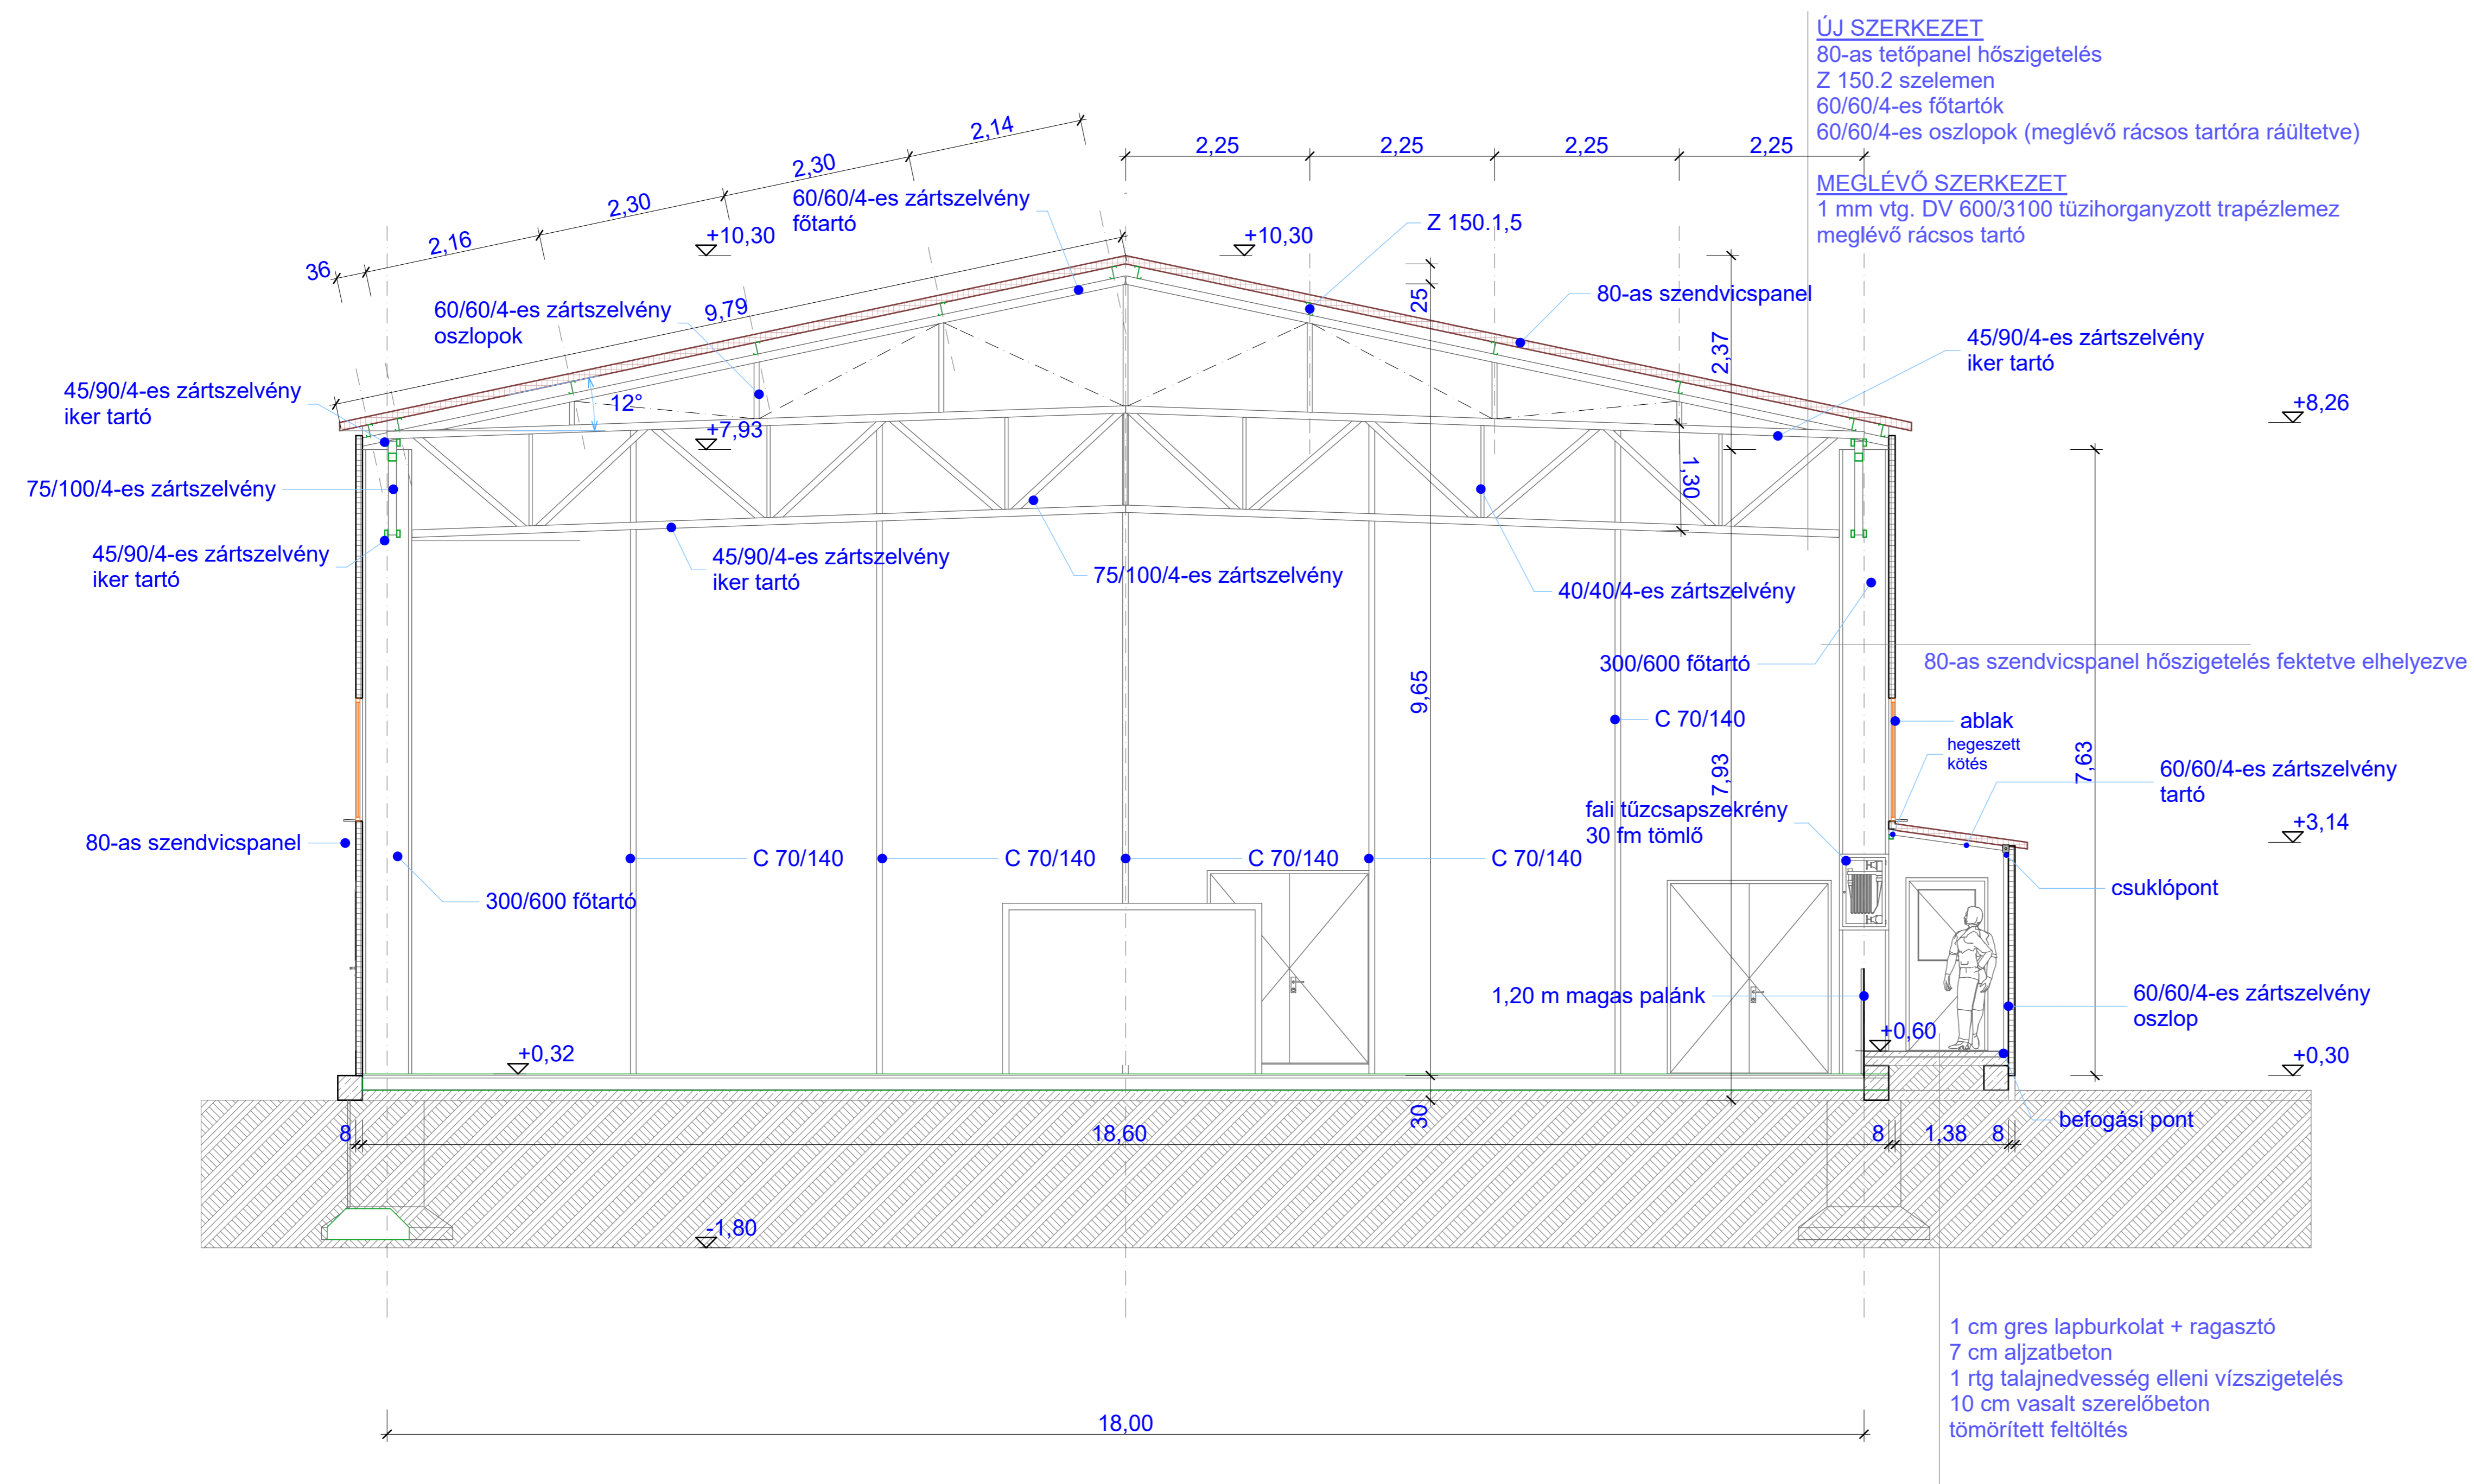 ÚJ SZERKEZET
80-as tetőpanel hőszigetelés
Z 150.2 szelemen
60/60/4-es főtartók
60/60/4-es oszlopok (meglévő rácsos tartóra ráültetve)
MEGLÉVŐ SZERKEZET
1 mm vtg. DV 600/3100 tüzihorganyzott trapézlemez
meglévő rácsos tartó
2,14
2,30
2,30
2,16
36
9,79
2,25
2,25
2,25
2,25
60/60/4-es zártszelvény
főtartó
+10,30
+10,30
Z 150.1,5
80-as szendvicspanel
60/60/4-es zártszelvény
oszlopok
25
2,37
45/90/4-es zártszelvény
iker tartó
45/90/4-es zártszelvény
iker tartó
12°
+7,93
+8,26
75/100/4-es zártszelvény
1,30
45/90/4-es zártszelvény
iker tartó
45/90/4-es zártszelvény
iker tartó
75/100/4-es zártszelvény
40/40/4-es zártszelvény
300/600 főtartó
80-as szendvicspanel hőszigetelés fektetve elhelyezve
9,65
C 70/140
ablak
hegeszett
kötés
7,93
7,63
60/60/4-es zártszelvény
tartó
fali tűzcsapszekrény
30 fm tömlő
+3,14
80-as szendvicspanel
C 70/140
C 70/140
C 70/140
C 70/140
300/600 főtartó
csuklópont
1,20 m magas palánk
60/60/4-es zártszelvény
oszlop
+0,60
+0,32
+0,30
30
befogási pont
8
18,60
8
1,38
8
-1,80
1 cm gres lapburkolat + ragasztó
7 cm aljzatbeton
1 rtg talajnedvesség elleni vízszigetelés
10 cm vasalt szerelőbeton
tömörített feltöltés
18,00